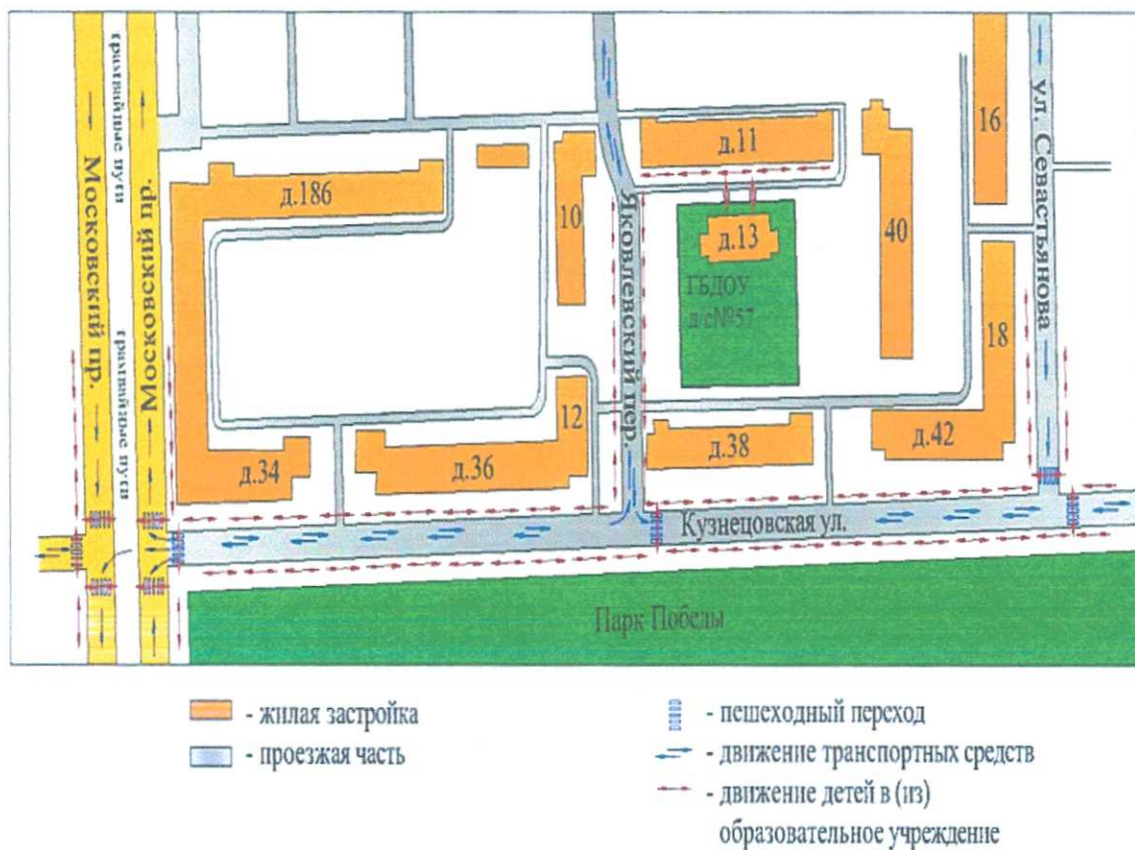 трамвайные пути
Московский пр.
Московский пр.
трамвайные пути
д.186
10
Яковлевский пер.
д.11
д.13
ГБДОУ
д/с№57
40
16
ул. Севастьянова
18
12
д.34
д.36
д.38
д.42
Кузнецовская ул.
Парк Победы
- жилая застройка
- проезжая часть
- пешеходный переход
- движение транспортных средств
- движение детей в (из)
образовательное учреждение